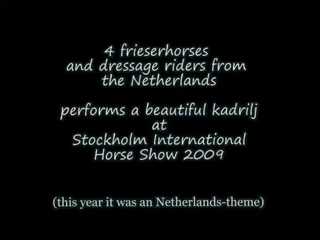 4 frieserhorses
and dressage riders from
the Netherlands
performs a beautiful kadrilj
at
Stockholm International
Horse Show 2009
(this year it was an Netherlands-theme)